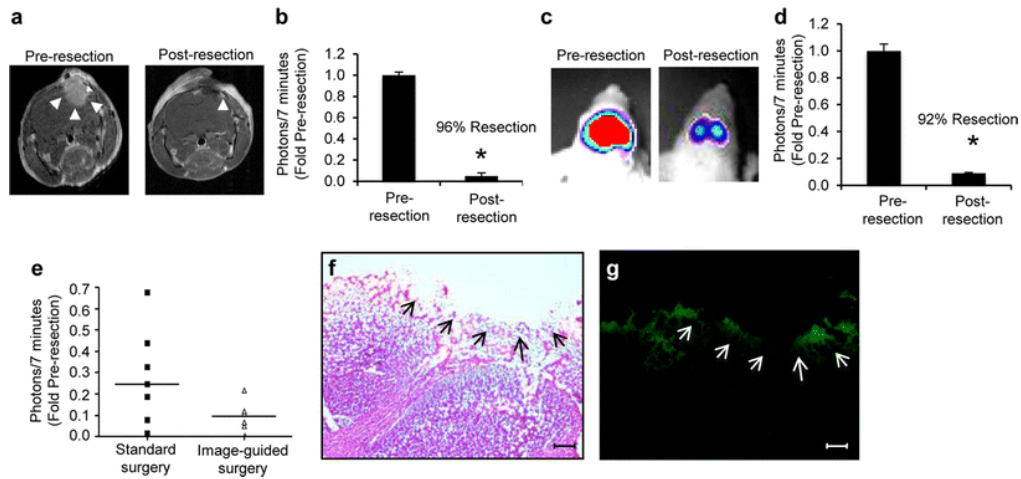 a
Pre-resection
Post-resection
b
Photons/7 minutes
(Fold Pre-resection)
1.2
1.0
0.8
0.6
0.4
0.2
0.0
96% Resection
*
Pre-
resection
Post-
resection
c
Pre-resection
Post-resection
d
Photons/7 minutes
(Fold Pre-resection)
1.2
1.0
0.8
0.6
0.4
0.2
0.0
92% Resection
*
Pre-
resection
Post-
resection
e
Photons/7 minutes
(Fold Pre-resection)
0.7
0.6
0.5
0.4
0.3
0.2
0.1
0
Standard
surgery
Image-guided
surgery
f
g